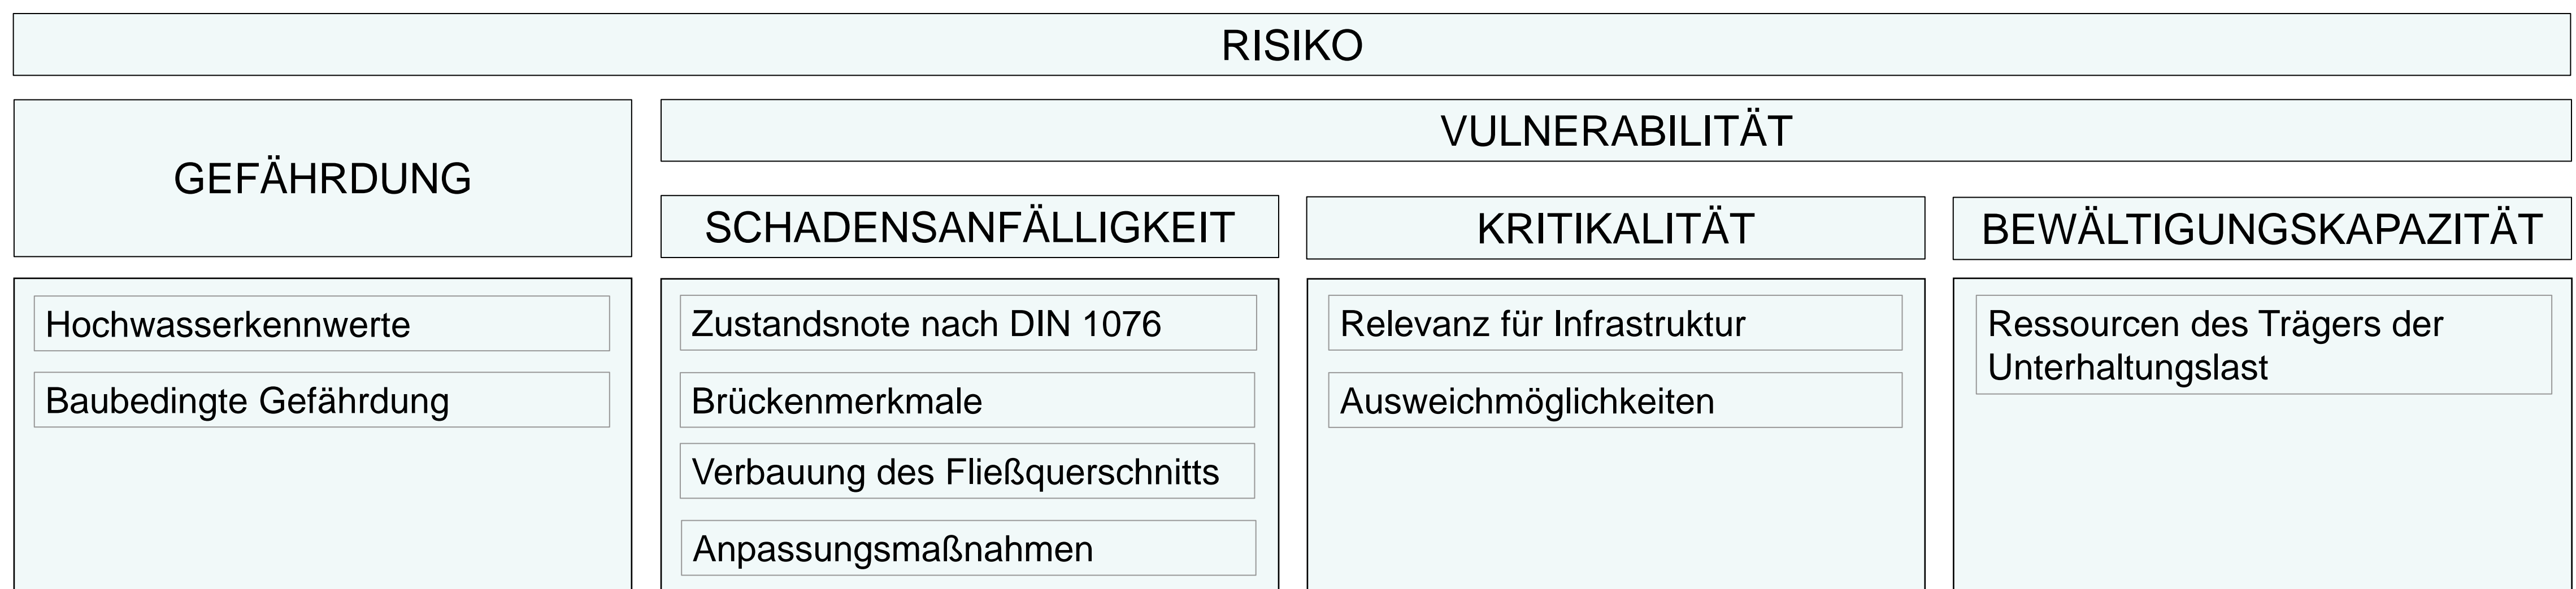 RISIKO
GEFÄHRDUNG
VULNERABILITÄT
SCHADENSANFÄLLIGKEIT
KRITIKALITÄT
BEWÄLTIGUNGSKAPAZITÄT
Hochwasserkennwerte
Baubedingte Gefährdung
Zustandsnote nach DIN 1076
Brückenmerkmale
Verbauung des Fließquerschnitts
Anpassungsmaßnahmen
Relevanz für Infrastruktur
Ausweichmöglichkeiten
Ressourcen des Trägers der
Unterhaltungslast